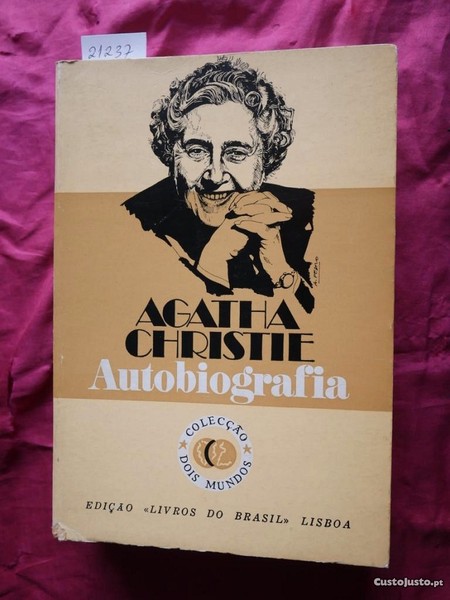 21237
AGATHA
CHRISTIE
Autobiografia
COLECÇÃO
DOIS MUNDOS
EDIÇÃO «LIVROS DO BRASIL» LISBOA
CustoJusto.pt